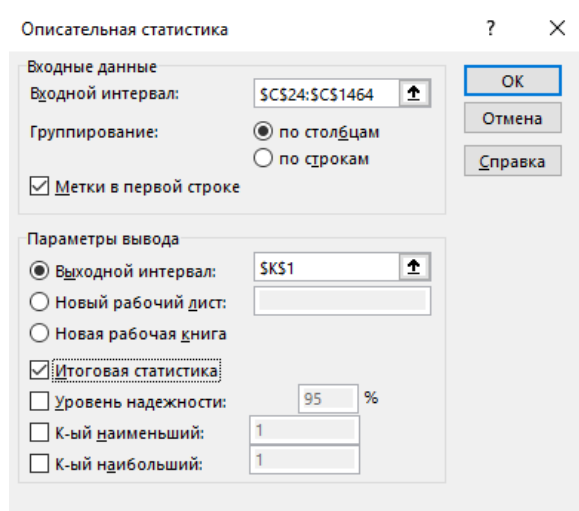 Описательная статистика ? ×
Входные данные
Входной интервал: $C$24:$C$1464
Группирование: по столбцам
по строкам
Метки в первой строке
ОК
Отмена
Справка
Параметры вывода
Выходной интервал: $K$1
Новый рабочий лист:
Новая рабочая книга
Итоговая статистика
Уровень надежности: 95 %
К-ый наименьший: 1
К-ый наибольший: 1